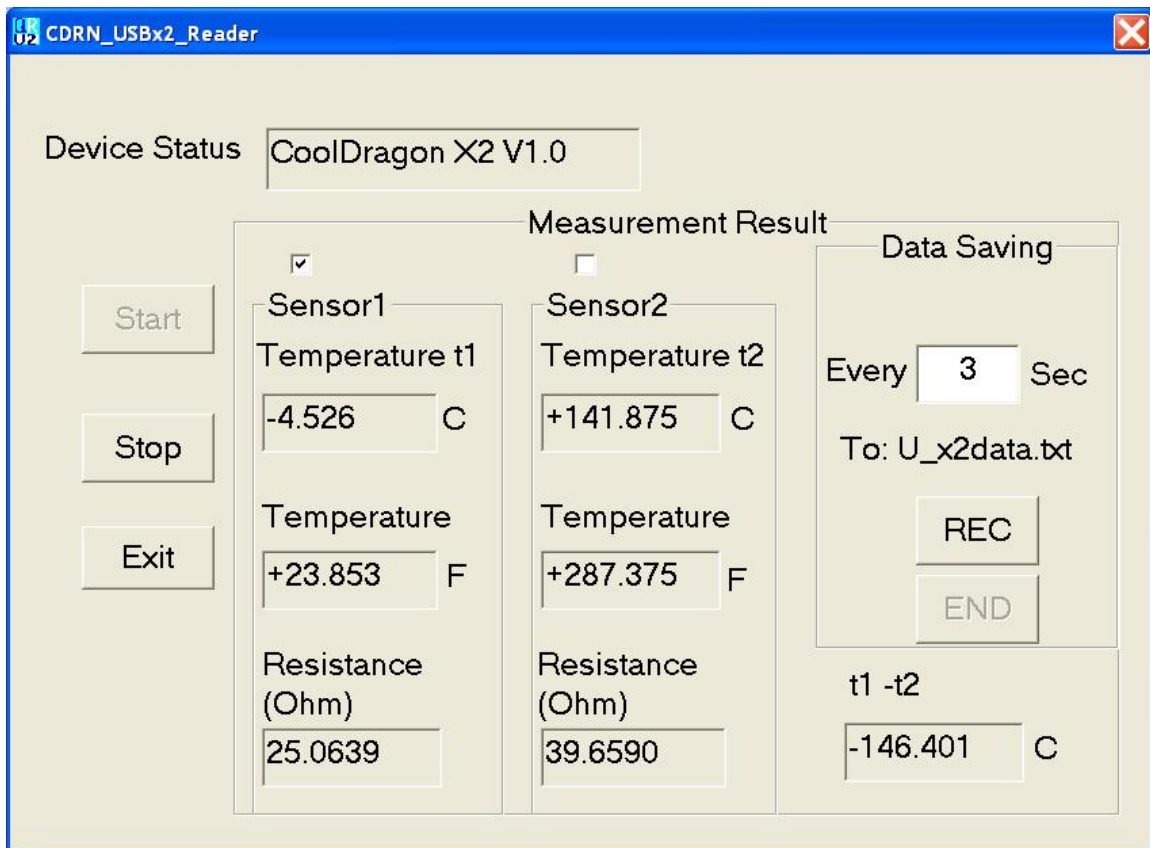 CDRN_USBx2_Reader
Device Status CoolDragon X2 V1.0
Measurement Result
Data Saving
Start
Stop
Exit
Sensor1
Temperature t1
-4.526 C
Temperature
+23.853 F
Resistance
(Ohm)
25.0639
Sensor2
Temperature t2
+141.875 C
Temperature
+287.375 F
Resistance
(Ohm)
39.6590
Every 3 Sec
To: U_x2data.txt
REC
END
t1 -t2
-146.401 C